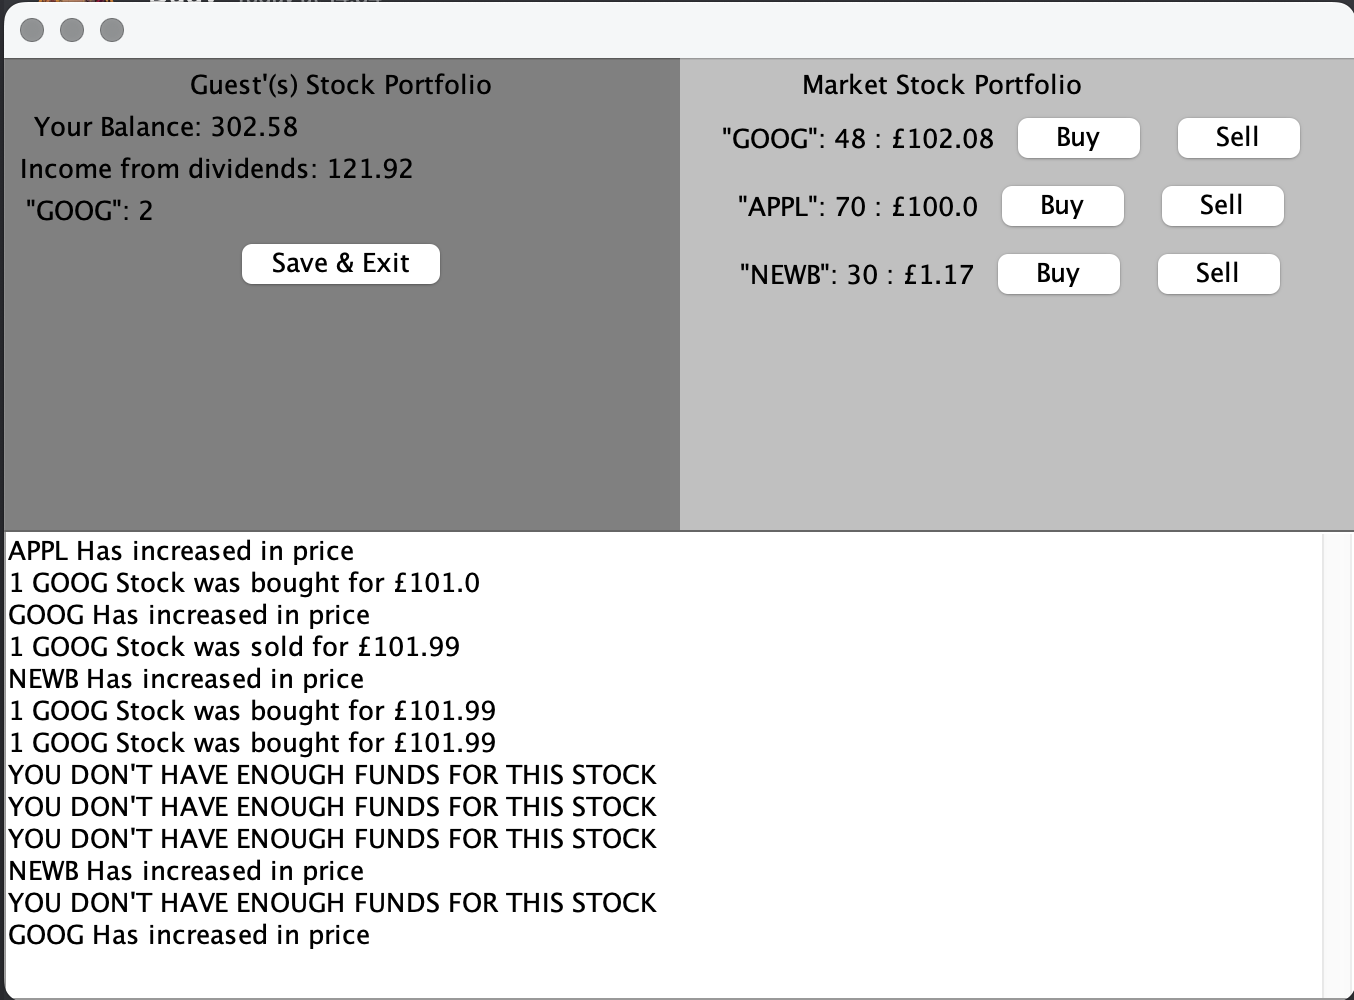 Guest'(s) Stock Portfolio
Your Balance: 302.58
Income from dividends: 121.92
"GOOG": 2
Save & Exit
Market Stock Portfolio
"GOOG": 48 : £102.08 Buy Sell
"APPL": 70 : £100.0 Buy Sell
"NEWB": 30 : £1.17 Buy Sell
APPL Has increased in price
1 GOOG Stock was bought for £101.0
GOOG Has increased in price
1 GOOG Stock was sold for £101.99
NEWB Has increased in price
1 GOOG Stock was bought for £101.99
1 GOOG Stock was bought for £101.99
YOU DON'T HAVE ENOUGH FUNDS FOR THIS STOCK
YOU DON'T HAVE ENOUGH FUNDS FOR THIS STOCK
YOU DON'T HAVE ENOUGH FUNDS FOR THIS STOCK
NEWB Has increased in price
YOU DON'T HAVE ENOUGH FUNDS FOR THIS STOCK
GOOG Has increased in price